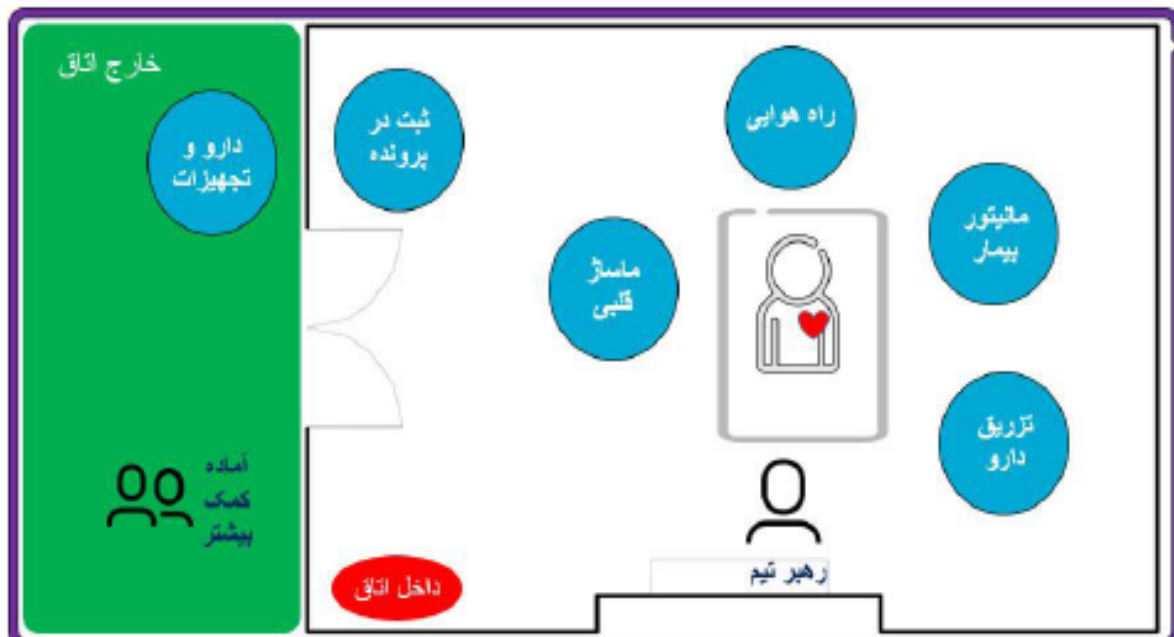 خارج اتاق
دارو و
تجهیزات
آماده
کمک
بیشتر
ثبت در
پرونده
راه هوایی
ماساژ
قلبی
مانیتور
بیمار
تزریق
دارو
رهبر تیم
داخل اتاق